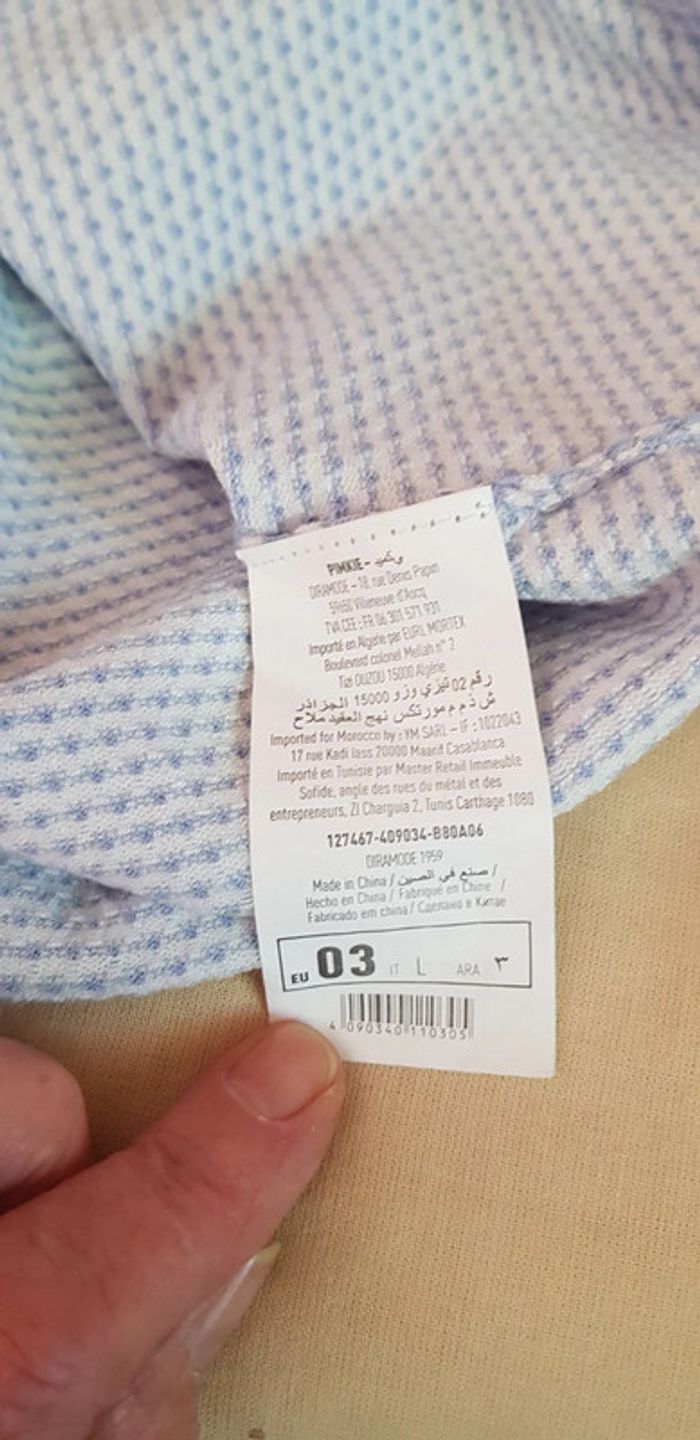 PIMKIE - بيمكي
DIRAMODE - 18, rue Denis Papin
59650 Villeneuve d'Ascq
TVA CEE : FR 06 301 571 931
Importé en Algérie par EURL MORTEX
Boulevard colonel Mellah n° 2
Tizi OUZOU 15000 Algérie
رقم 02 تيزي وزو 15000 الجزائر
ش ذ م م مورتكس نهج العقيد ملاح
Imported for Morocco by : YM SARL - IF : 1022043
17 rue Kadi Iass 20000 Maarif Casablanca
Importé en Tunisie par Master Retail Immeuble
Sofide, angle des rues du métal et des
entrepreneurs, ZI Charguia 2, Tunis Carthage 1080
127467-409034-B80A06
DIRAMODE 1959
Made in China / صنع في الصين /
Hecho en China / Fabriqué en Chine /
Fabricado em china / Сделано в Китае
EU 03 IT L ARA ٣
4 090340 110305